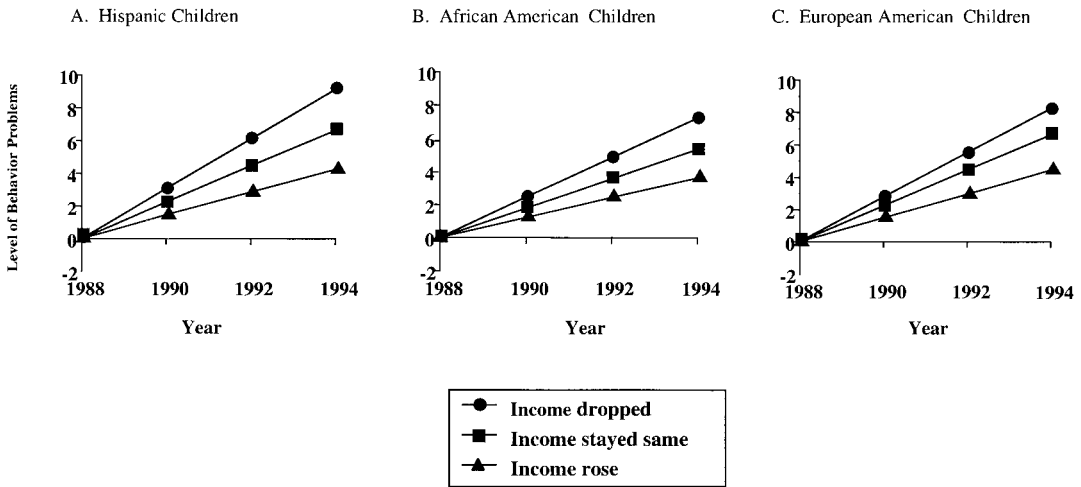 A. Hispanic Children
B. African American Children
C. European American Children
Level of Behavior Problems
10
8
6
4
2
0
-2
1988 1990 1992 1994
Year
10
8
6
4
2
0
-2
1988 1990 1992 1994
Year
10
8
6
4
2
0
-2
1988 1990 1992 1994
Year
Income dropped
Income stayed same
Income rose